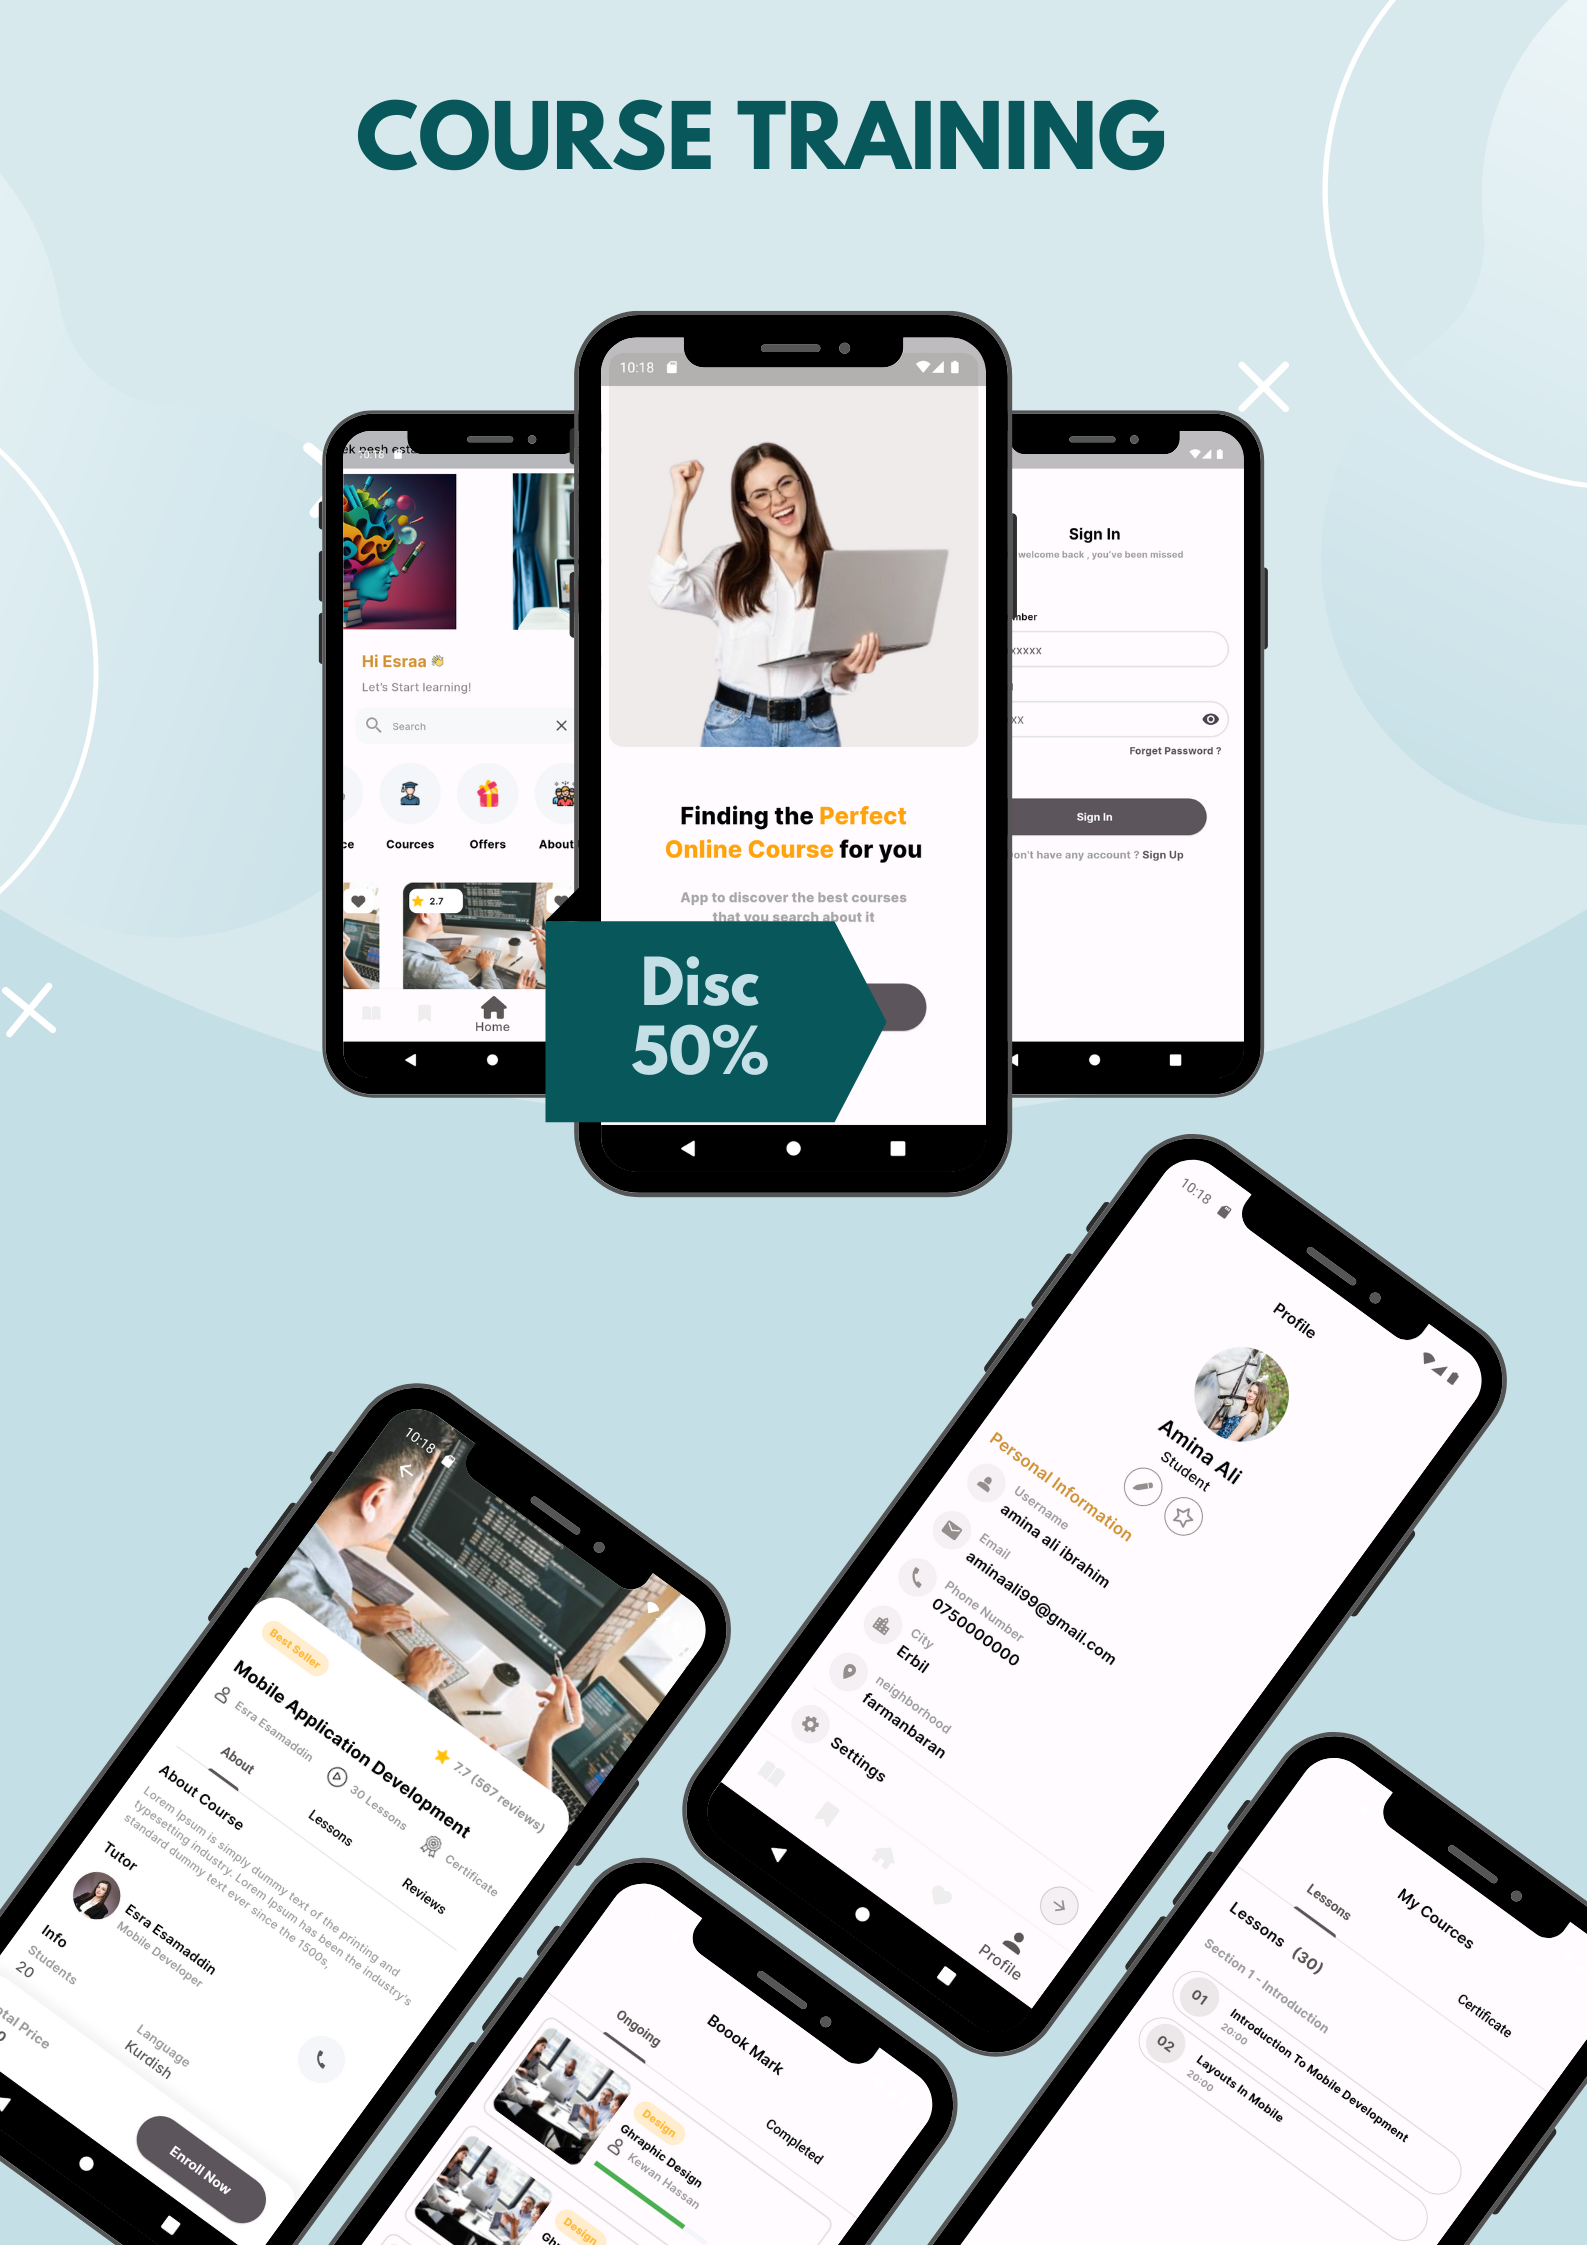 COURSE TRAINING
10:18
ek pesh esta
10:18
Hi Esraa
Let's Start learning!
Search
ce
Cources
Offers
About
2.7
Home
Finding the Perfect
Online Course for you
App to discover the best courses
that you search about it
Disc
50%
Sign In
welcome back , you've been missed
mber
xxxxx
xx
Forget Password ?
Sign In
on't have any account ? Sign Up
10:18
Profile
Amina Ali
Student
Personal Information
Username
amina ali ibrahim
Email
aminaali99@gmail.com
Phone Number
075000000
City
Erbil
neighborhood
farmanbaran
Settings
Profile
10:18
Best Seller
7.7 (567 reviews)
Mobile Application Development
Esra Esamaddin
30 Lessons
Certificate
About
Lessons
Reviews
About Course
Lorem Ipsum is simply dummy text of the printing and
typesetting industry. Lorem Ipsum has been the industry's
standard dummy text ever since the 1500s,
Tutor
Esra Esamaddin
Mobile Developer
Info
Students
20
Language
Kurdish
otal Price
Enroll Now
Boook Mark
Ongoing
Completed
Design
Ghraphic Design
Kewan Hassan
Design
Gh
My Cources
Lessons
Certificate
Lessons (30)
Section 1 - Introduction
01
Introduction To Mobile Development
20:00
02
Layouts In Mobile
20:00